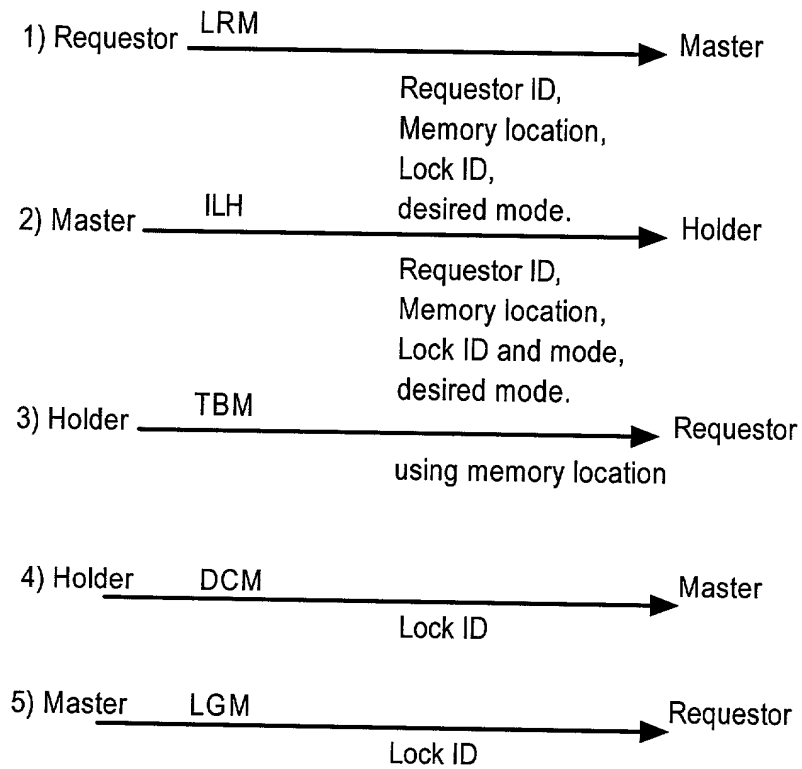 1) Requestor LRM Master
Requestor ID,
Memory location,
Lock ID,
desired mode.
2) Master ILH Holder
Requestor ID,
Memory location,
Lock ID and mode,
desired mode.
3) Holder TBM Requestor
using memory location
4) Holder DCM Master
Lock ID
5) Master LGM Requestor
Lock ID